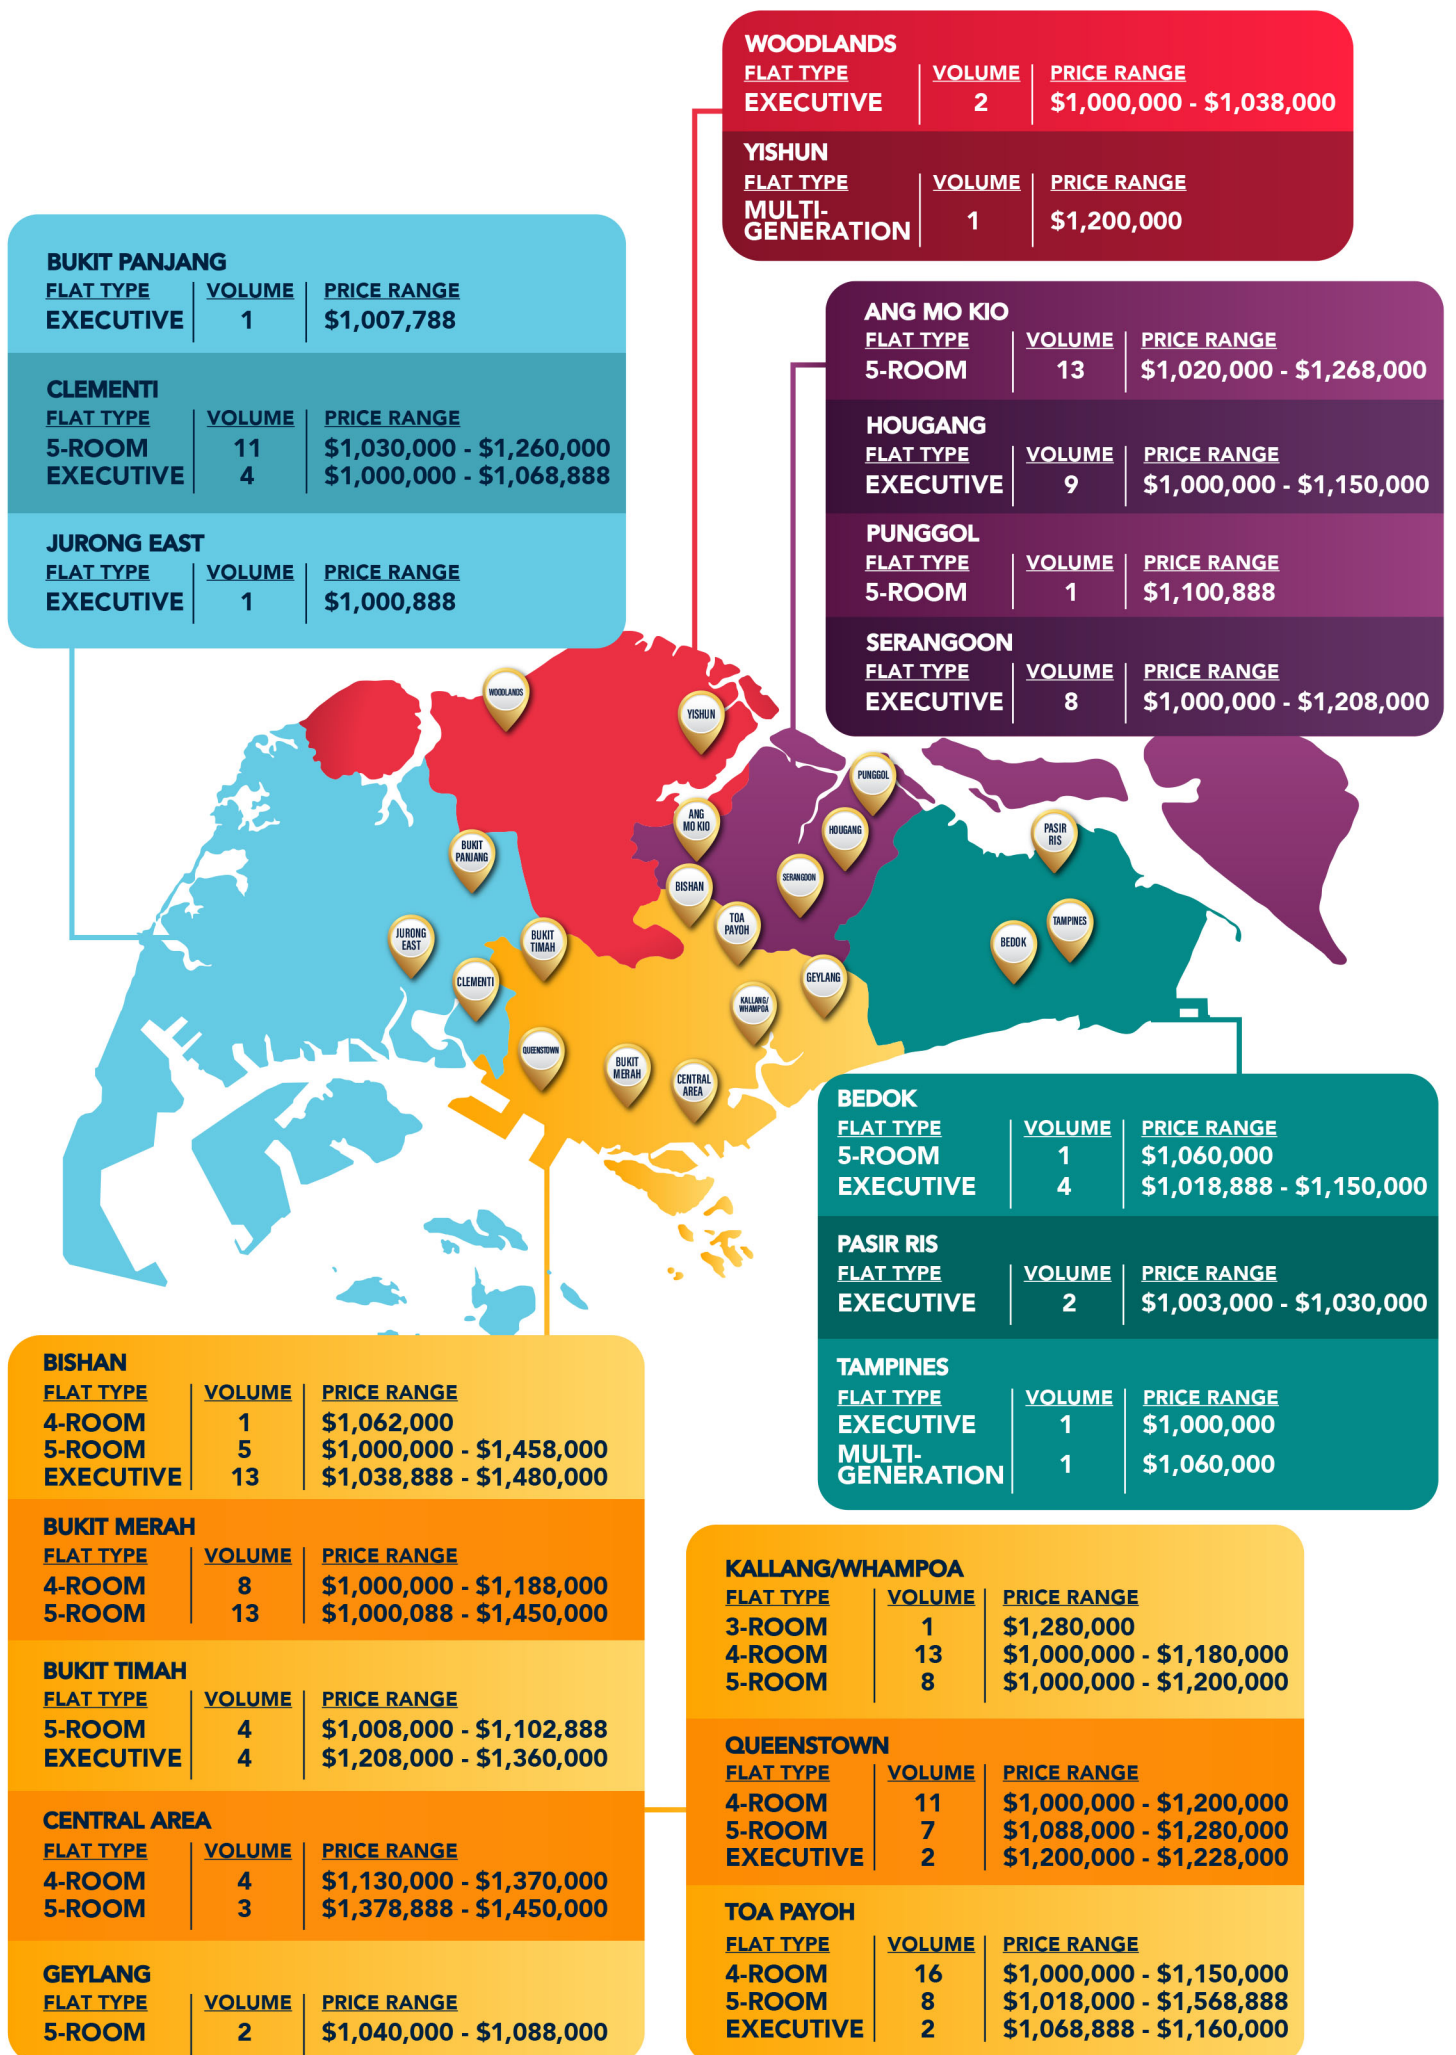 WOODLANDS
FLAT TYPE VOLUME PRICE RANGE
EXECUTIVE 2 $1,000,000 - $1,038,000
YISHUN
FLAT TYPE VOLUME PRICE RANGE
MULTI-
GENERATION 1 $1,200,000
BUKIT PANJANG
FLAT TYPE VOLUME PRICE RANGE
EXECUTIVE 1 $1,007,788
CLEMENTI
FLAT TYPE VOLUME PRICE RANGE
5-ROOM 11 $1,030,000 - $1,260,000
EXECUTIVE 4 $1,000,000 - $1,068,888
JURONG EAST
FLAT TYPE VOLUME PRICE RANGE
EXECUTIVE 1 $1,000,888
ANG MO KIO
FLAT TYPE VOLUME PRICE RANGE
5-ROOM 13 $1,020,000 - $1,268,000
HOUGANG
FLAT TYPE VOLUME PRICE RANGE
EXECUTIVE 9 $1,000,000 - $1,150,000
PUNGGOL
FLAT TYPE VOLUME PRICE RANGE
5-ROOM 1 $1,100,888
SERANGOON
FLAT TYPE VOLUME PRICE RANGE
EXECUTIVE 8 $1,000,000 - $1,208,000
WOODLANDS
YISHUN
PUNGGOL
ANG
MO KIO
HOUGANG
PASIR
RIS
BUKIT
PANJANG
BISHAN
SERANGOON
TOA
PAYOH
TAMPINES
JURONG
EAST
BUKIT
TIMAH
BEDOK
CLEMENTI
GEYLANG
KALLANG/
WHAMPOA
QUEENSTOWN
BUKIT
MERAH
CENTRAL
AREA
BEDOK
FLAT TYPE VOLUME PRICE RANGE
5-ROOM 1 $1,060,000
EXECUTIVE 4 $1,018,888 - $1,150,000
PASIR RIS
FLAT TYPE VOLUME PRICE RANGE
EXECUTIVE 2 $1,003,000 - $1,030,000
TAMPINES
FLAT TYPE VOLUME PRICE RANGE
EXECUTIVE 1 $1,000,000
MULTI-
GENERATION 1 $1,060,000
BISHAN
FLAT TYPE VOLUME PRICE RANGE
4-ROOM 1 $1,062,000
5-ROOM 5 $1,000,000 - $1,458,000
EXECUTIVE 13 $1,038,888 - $1,480,000
BUKIT MERAH
FLAT TYPE VOLUME PRICE RANGE
4-ROOM 8 $1,000,000 - $1,188,000
5-ROOM 13 $1,000,088 - $1,450,000
BUKIT TIMAH
FLAT TYPE VOLUME PRICE RANGE
5-ROOM 4 $1,008,000 - $1,102,888
EXECUTIVE 4 $1,208,000 - $1,360,000
CENTRAL AREA
FLAT TYPE VOLUME PRICE RANGE
4-ROOM 4 $1,130,000 - $1,370,000
5-ROOM 3 $1,378,888 - $1,450,000
GEYLANG
FLAT TYPE VOLUME PRICE RANGE
5-ROOM 2 $1,040,000 - $1,088,000
KALLANG/WHAMPOA
FLAT TYPE VOLUME PRICE RANGE
3-ROOM 1 $1,280,000
4-ROOM 13 $1,000,000 - $1,180,000
5-ROOM 8 $1,000,000 - $1,200,000
QUEENSTOWN
FLAT TYPE VOLUME PRICE RANGE
4-ROOM 11 $1,000,000 - $1,200,000
5-ROOM 7 $1,088,000 - $1,280,000
EXECUTIVE 2 $1,200,000 - $1,228,000
TOA PAYOH
FLAT TYPE VOLUME PRICE RANGE
4-ROOM 16 $1,000,000 - $1,150,000
5-ROOM 8 $1,018,000 - $1,568,888
EXECUTIVE 2 $1,068,888 - $1,160,000